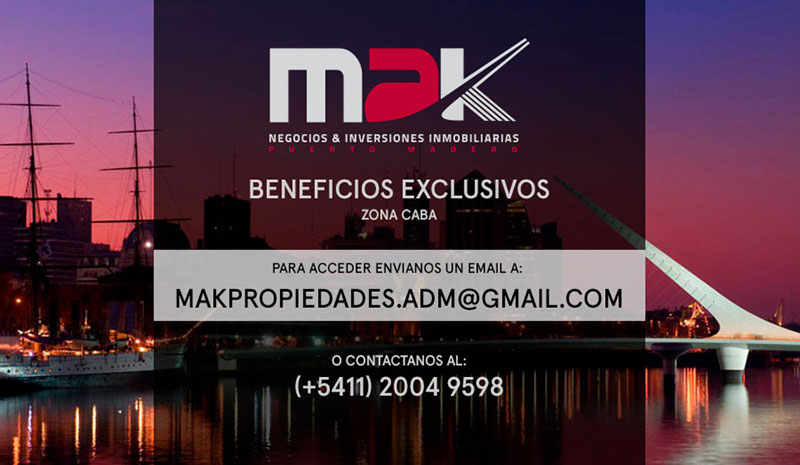 mak
NEGOCIOS & INVERSIONES INMOBILIARIAS
PUERTO MADERO
BENEFICIOS EXCLUSIVOS
ZONA CABA
PARA ACCEDER ENVIANOS UN EMAIL A:
MAKPROPIEDADES.ADM@GMAIL.COM
O CONTACTANOS AL:
(+5411) 2004 9598